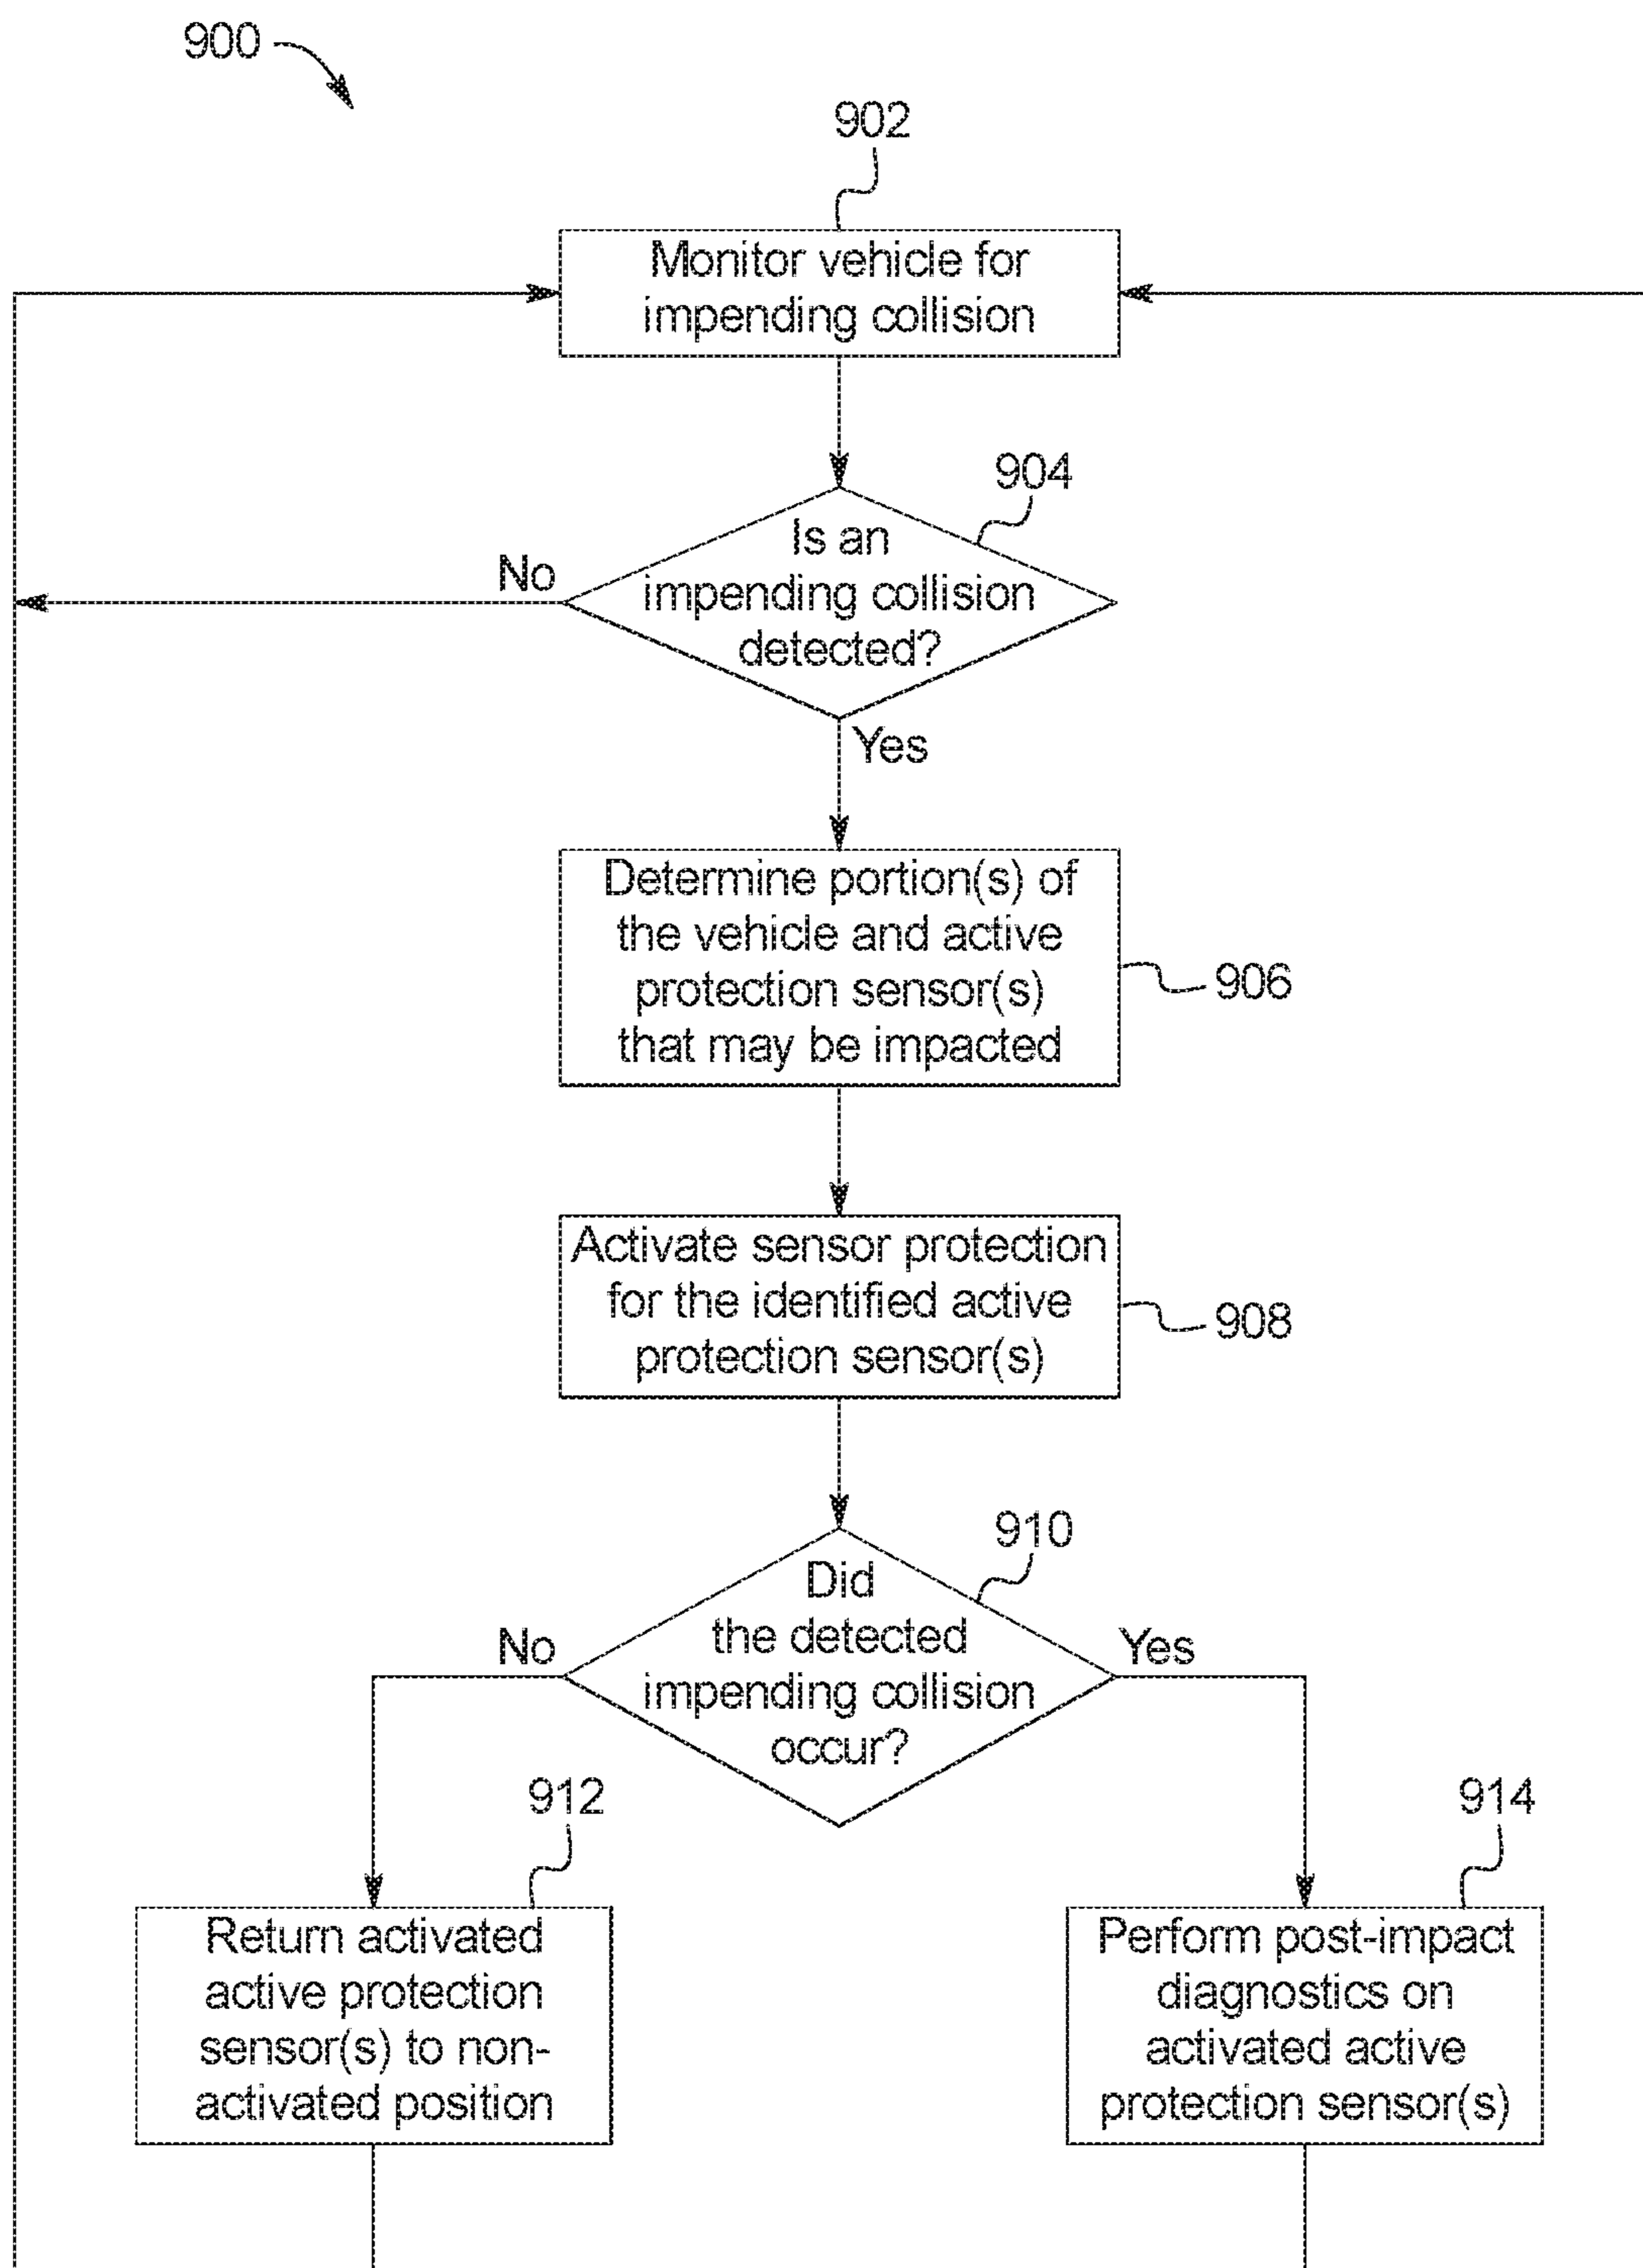 900
902
Monitor vehicle for
impending collision
904
Is an
impending collision
detected?
No
Yes
Determine portion(s) of
the vehicle and active
protection sensor(s)
that may be impacted
906
Activate sensor protection
for the identified active
protection sensor(s)
908
910
Did
the detected
impending collision
occur?
No
Yes
912
Return activated
active protection
sensor(s) to non-
activated position
914
Perform post-impact
diagnostics on
activated active
protection sensor(s)